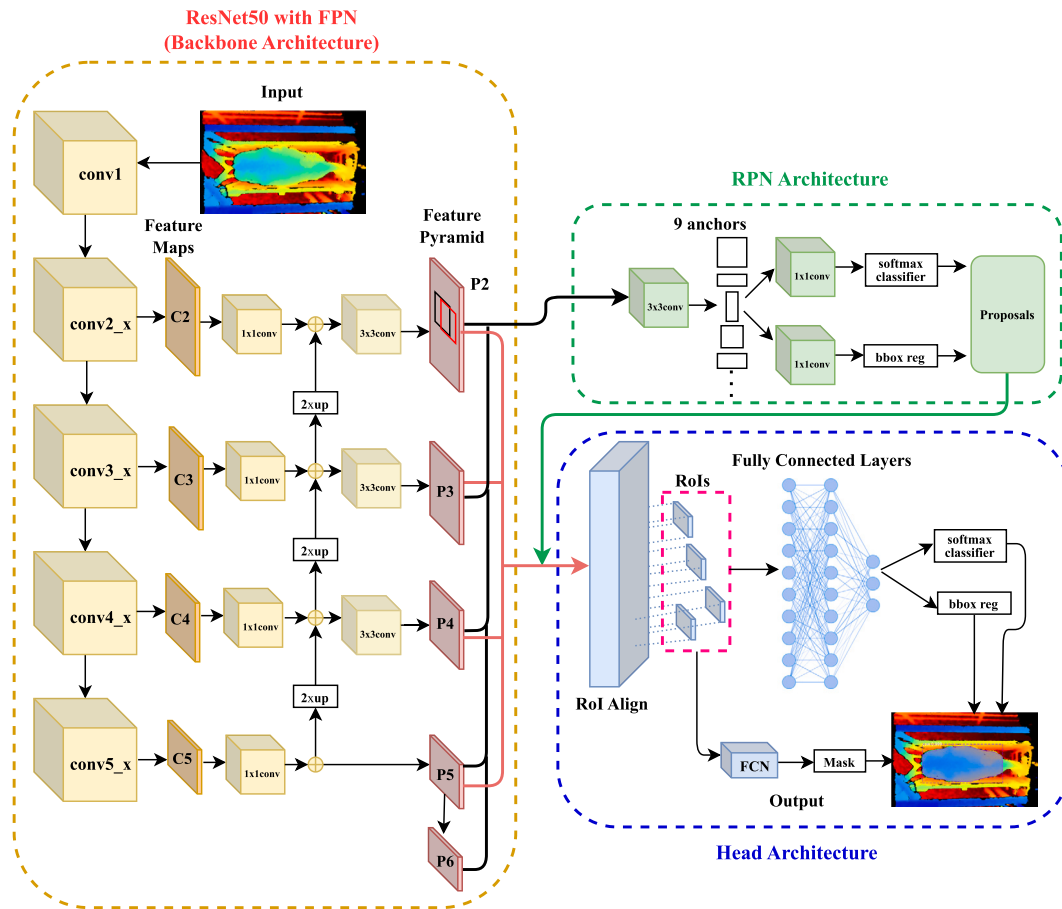 ResNet50 with FPN
(Backbone Architecture)
Input
conv1
Feature
Maps
Feature
Pyramid
P2
conv2_x
C2
1x1conv
3x3conv
2xup
conv3_x
C3
1x1conv
3x3conv
P3
2xup
conv4_x
C4
1x1conv
3x3conv
P4
2xup
conv5_x
C5
1x1conv
P5
P6
RPN Architecture
9 anchors
3x3conv
1x1conv
softmax
classifier
1x1conv
bbox reg
Proposals
Fully Connected Layers
RoIs
softmax
classifier
bbox reg
RoI Align
FCN
Mask
Output
Head Architecture